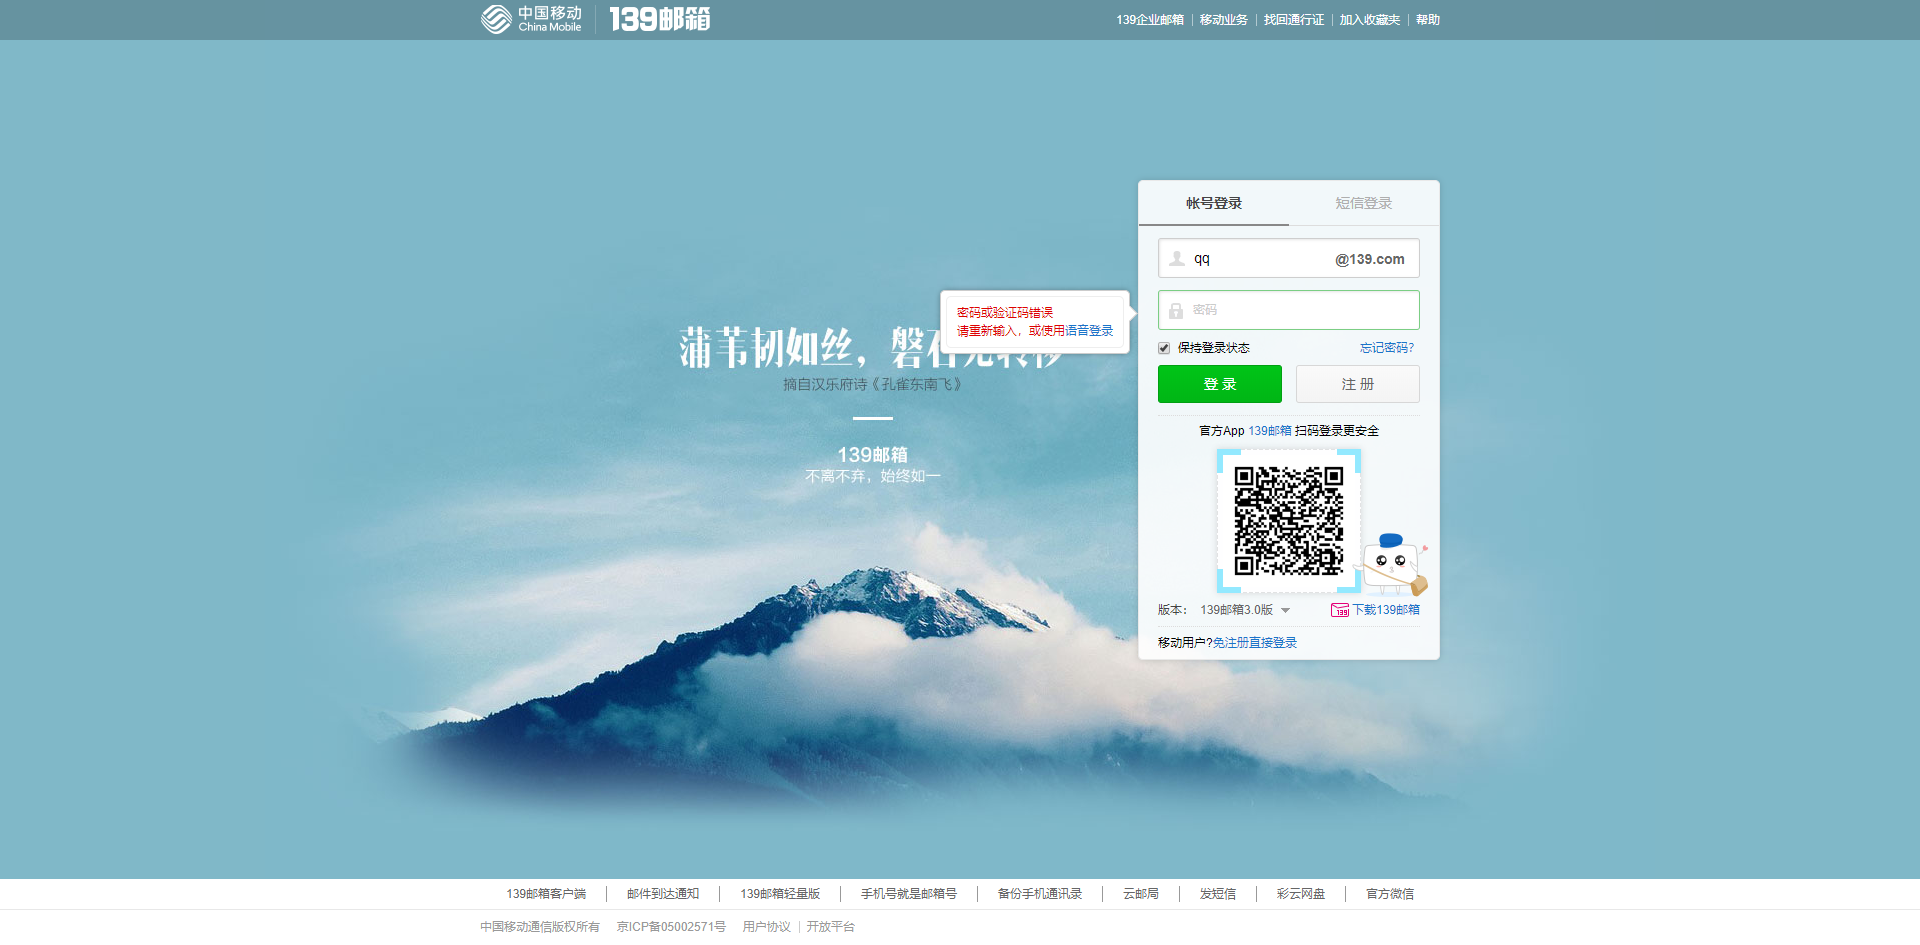 中国移动
China Mobile
139邮箱
139企业邮箱
移动业务
找回通行证
加入收藏夹
帮助
帐号登录
短信登录
qq
@139.com
密码或验证码错误
请重新输入，或使用语音登录
密码
保持登录状态
忘记密码?
登 录
注 册
官方App 139邮箱 扫码登录更安全
版本：
139邮箱3.0版
下载139邮箱
移动用户?免注册直接登录
蒲苇韧如丝，磐石无转移
摘自汉乐府诗《孔雀东南飞》
139邮箱
不离不弃，始终如一
139邮箱客户端
邮件到达通知
139邮箱轻量版
手机号就是邮箱号
备份手机通讯录
云邮局
发短信
彩云网盘
官方微信
中国移动通信版权所有
京ICP备05002571号
用户协议
开放平台